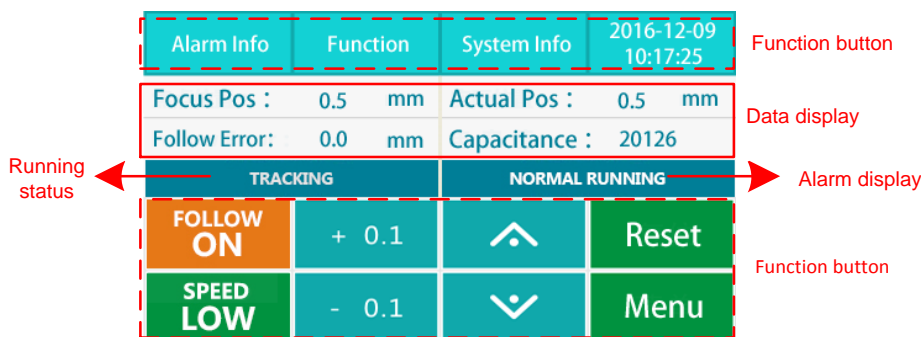 Alarm Info Function System Info 2016-12-09
10:17:25
Function button
Focus Pos : 0.5 mm Actual Pos : 0.5 mm
Data display
Follow Error: 0.0 mm Capacitance : 20126
Running
status
TRACKING NORMAL RUNNING
Alarm display
FOLLOW
ON
+ 0.1
Reset
Function button
SPEED
LOW
- 0.1
Menu